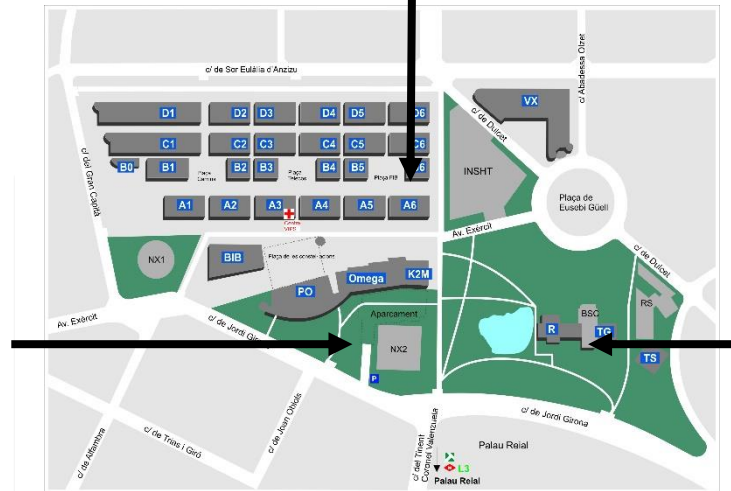 c/ de Sor Eulàlia d'Anzizu
c/ Abadessa Olzet
VX
D1
D2
D3
D4
D5
D6
c/ de Dulcet
C1
C2
C3
C4
C5
C6
INSHT
B0
B1
B2
B3
B4
B5
Plaça FIB
c/ del Gran Capità
Plaça de
Eusebi Güell
A1
A2
A3
A4
A5
A6
Av. Exèrcit
NX1
BIB
K2M
Omega
PO
c/ de Dulcet
RS
BSC
R
TG
TS
Av. Exèrcit
c/ de Jordi Girona
Aparcament
NX2
P
c/ de Jordi Girona
c/ de Alfambra
c/ de Trias i Giró
c/ de Joan Obiols
c/ del Tinent
Coronel Valenzuela
Palau Reial
L3
Palau Reial